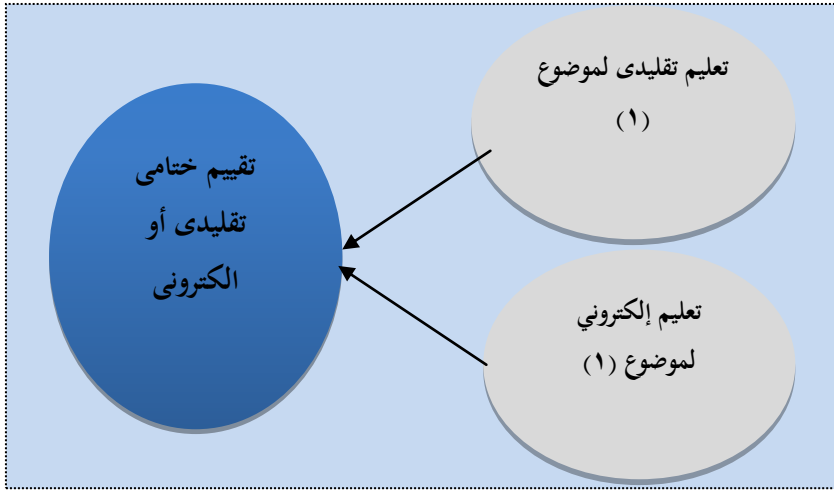 تعليم تقليدى لموضوع
(١)
تقييم ختامى
تقليدى أو
الكترونى
تعليم إلكتروني
لموضوع (١)